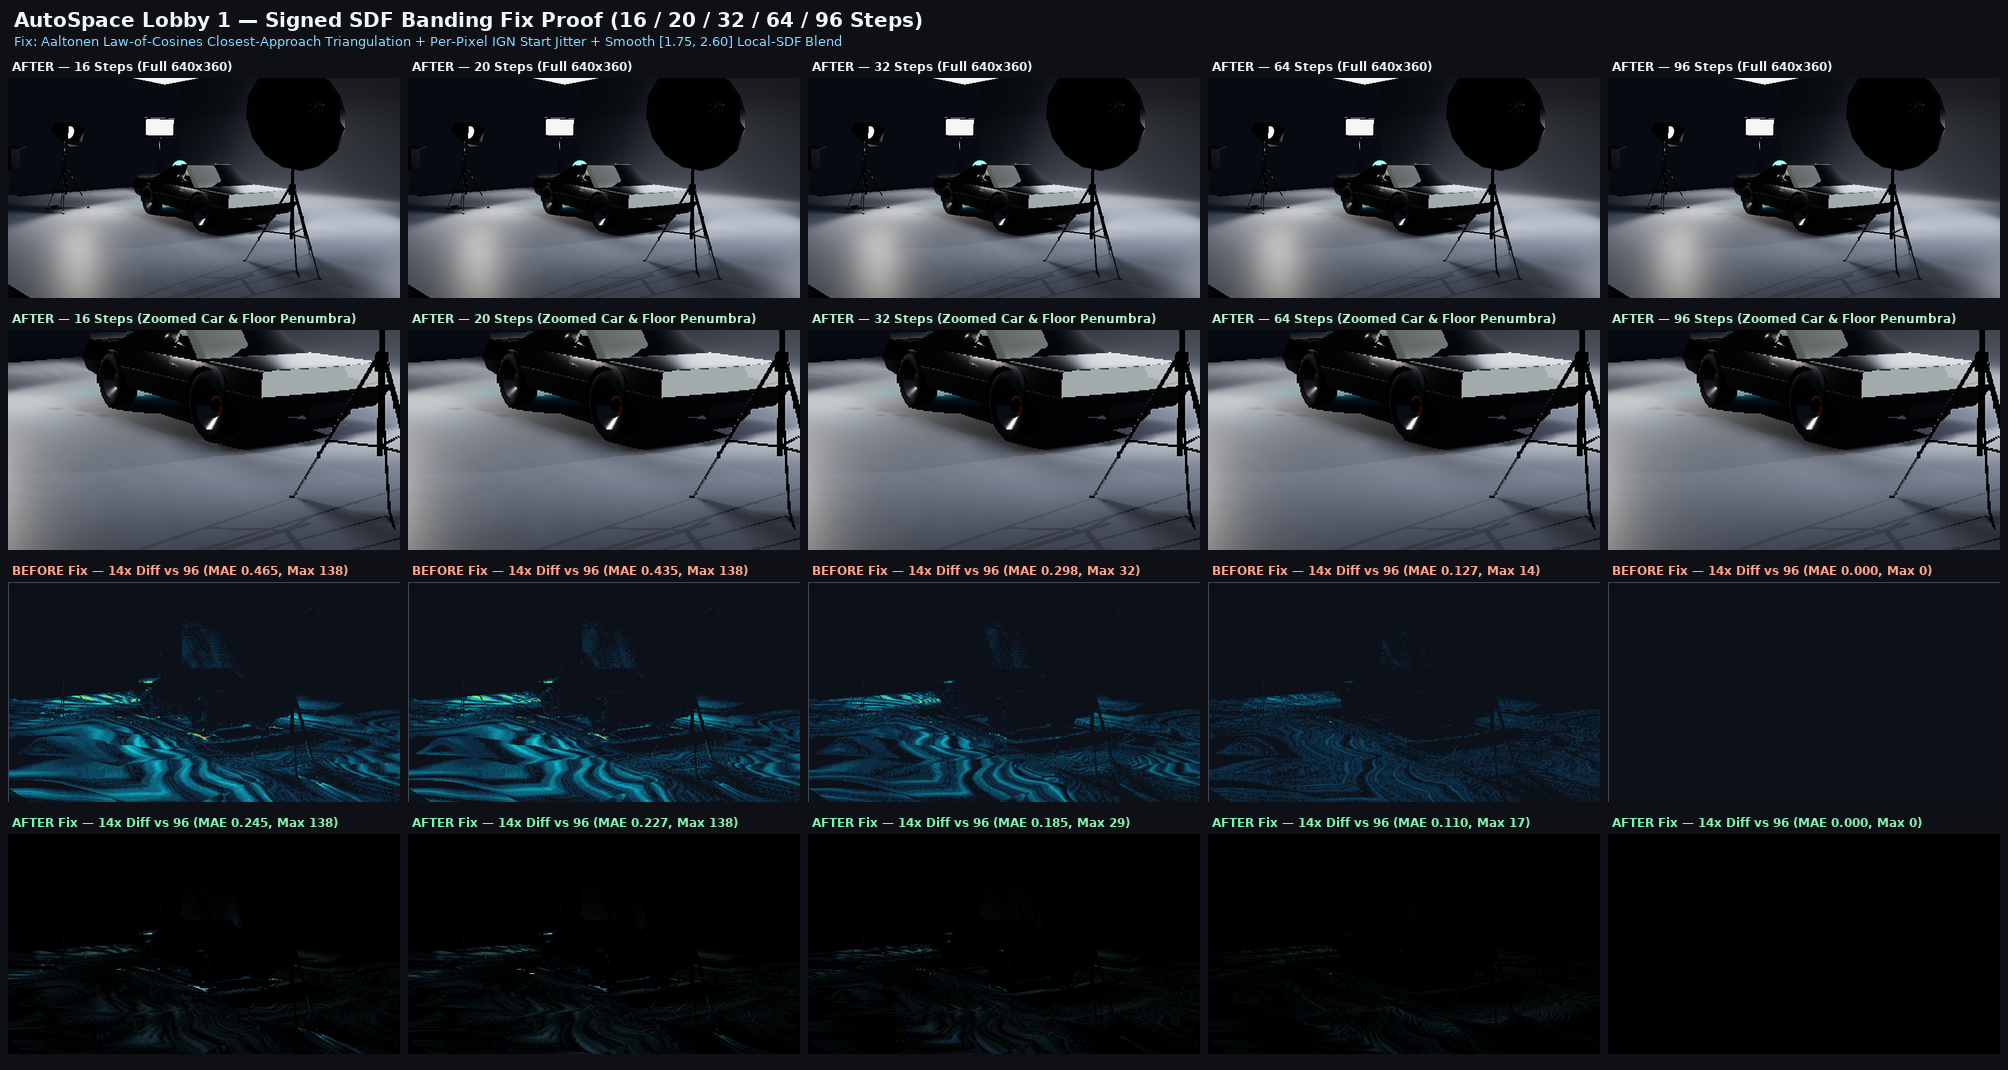 AutoSpace Lobby 1 — Signed SDF Banding Fix Proof (16 / 20 / 32 / 64 / 96 Steps)
Fix: Aaltonen Law-of-Cosines Closest-Approach Triangulation + Per-Pixel IGN Start Jitter + Smooth [1.75, 2.60] Local-SDF Blend
AFTER — 16 Steps (Full 640x360)
AFTER — 20 Steps (Full 640x360)
AFTER — 32 Steps (Full 640x360)
AFTER — 64 Steps (Full 640x360)
AFTER — 96 Steps (Full 640x360)
AFTER — 16 Steps (Zoomed Car & Floor Penumbra)
AFTER — 20 Steps (Zoomed Car & Floor Penumbra)
AFTER — 32 Steps (Zoomed Car & Floor Penumbra)
AFTER — 64 Steps (Zoomed Car & Floor Penumbra)
AFTER — 96 Steps (Zoomed Car & Floor Penumbra)
BEFORE Fix — 14x Diff vs 96 (MAE 0.465, Max 138)
BEFORE Fix — 14x Diff vs 96 (MAE 0.435, Max 138)
BEFORE Fix — 14x Diff vs 96 (MAE 0.298, Max 32)
BEFORE Fix — 14x Diff vs 96 (MAE 0.127, Max 14)
BEFORE Fix — 14x Diff vs 96 (MAE 0.000, Max 0)
AFTER Fix — 14x Diff vs 96 (MAE 0.245, Max 138)
AFTER Fix — 14x Diff vs 96 (MAE 0.227, Max 138)
AFTER Fix — 14x Diff vs 96 (MAE 0.185, Max 29)
AFTER Fix — 14x Diff vs 96 (MAE 0.110, Max 17)
AFTER Fix — 14x Diff vs 96 (MAE 0.000, Max 0)